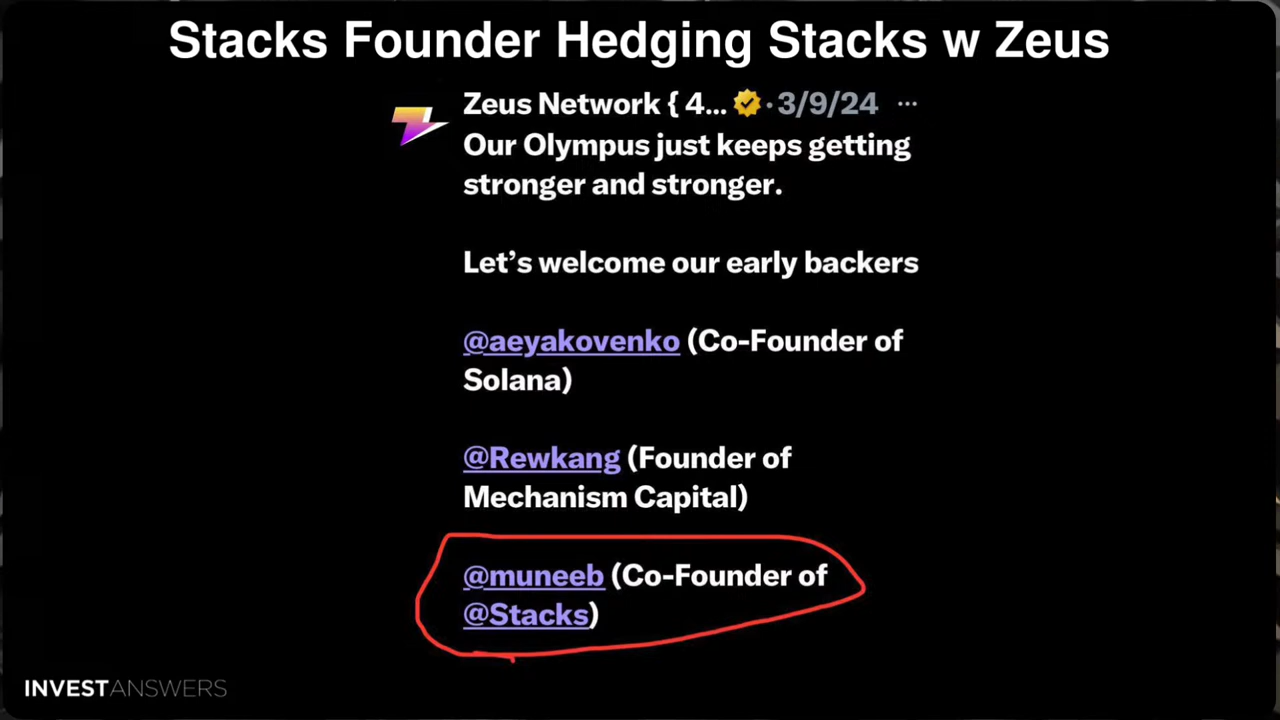 Stacks Founder Hedging Stacks w Zeus
Zeus Network { 4... · 3/9/24 ...
Our Olympus just keeps getting
stronger and stronger.
Let’s welcome our early backers
@aeyakovenko (Co-Founder of
Solana)
@Rewkang (Founder of
Mechanism Capital)
@muneeb (Co-Founder of
@Stacks)
INVESTANSWERS